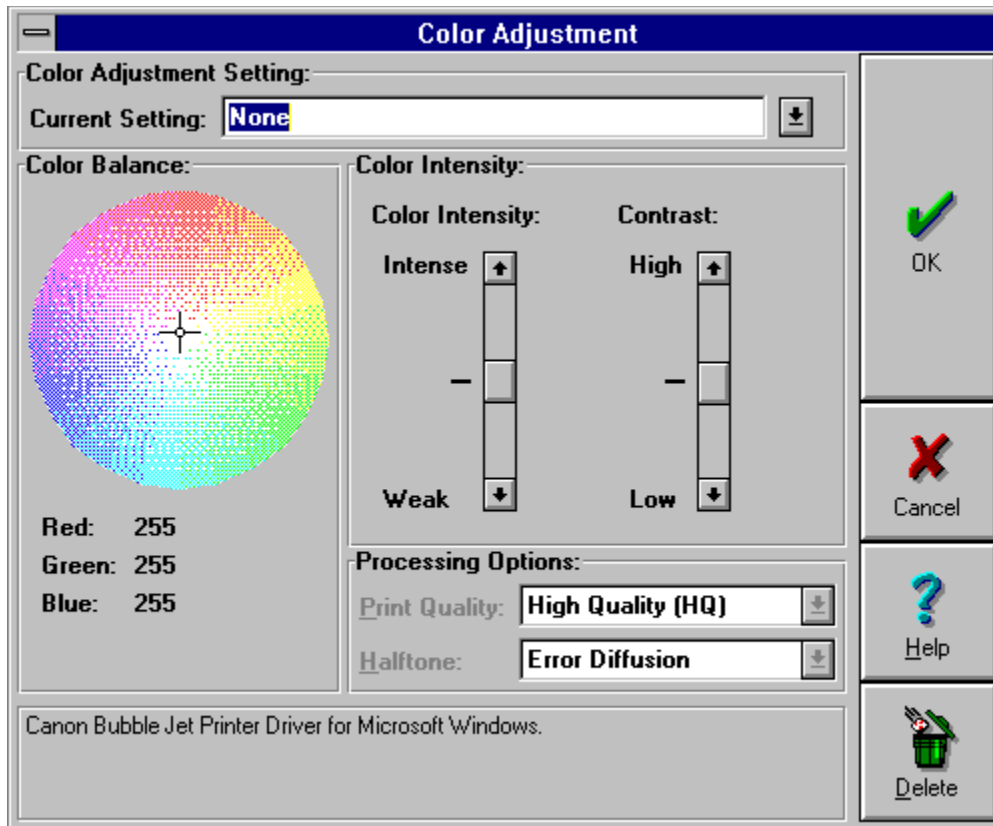 Color Adjustment
Color Adjustment Setting:
Current Setting: None
Color Balance:
Red: 255
Green: 255
Blue: 255
Color Intensity:
Color Intensity: Contrast:
Intense High
Weak Low
Processing Options:
Print Quality: High Quality (HQ)
Halftone: Error Diffusion
Canon Bubble Jet Printer Driver for Microsoft Windows.
OK
Cancel
Help
Delete